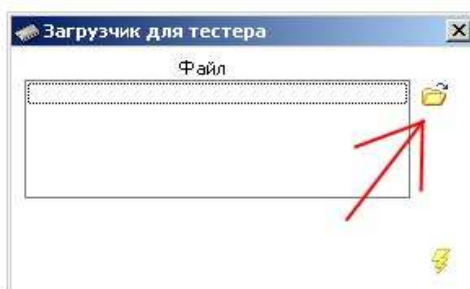 Загрузчик для тестера
Файл